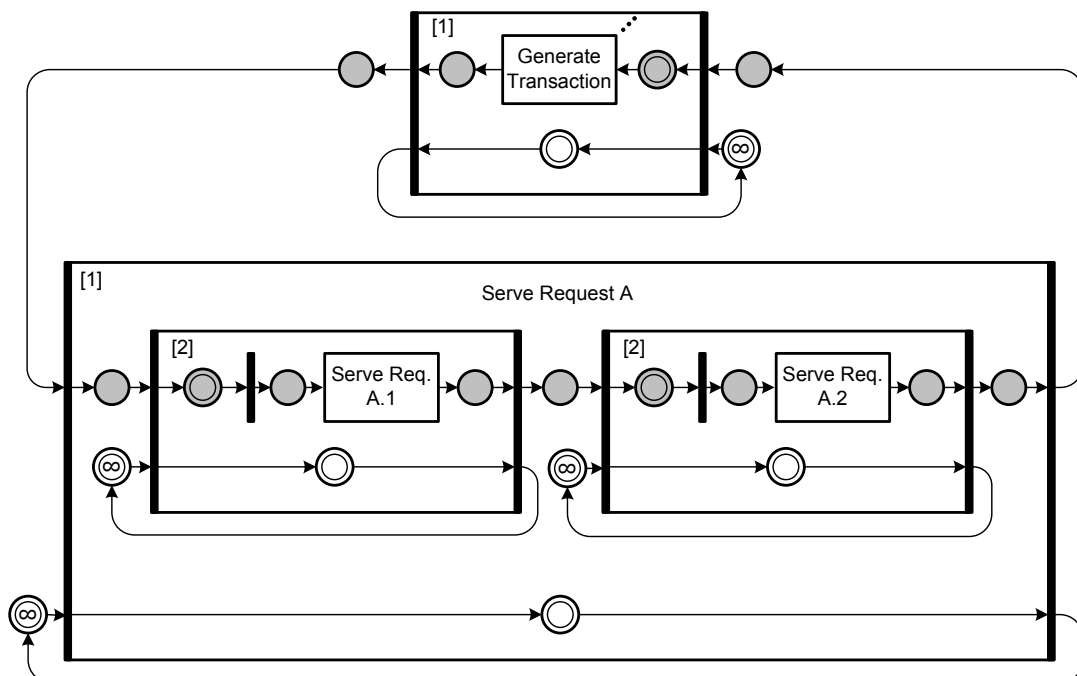 [1]
Generate
Transaction
∞
[1]
Serve Request A
[2]
[2]
Serve Req.
A.1
Serve Req.
A.2
∞
∞
∞